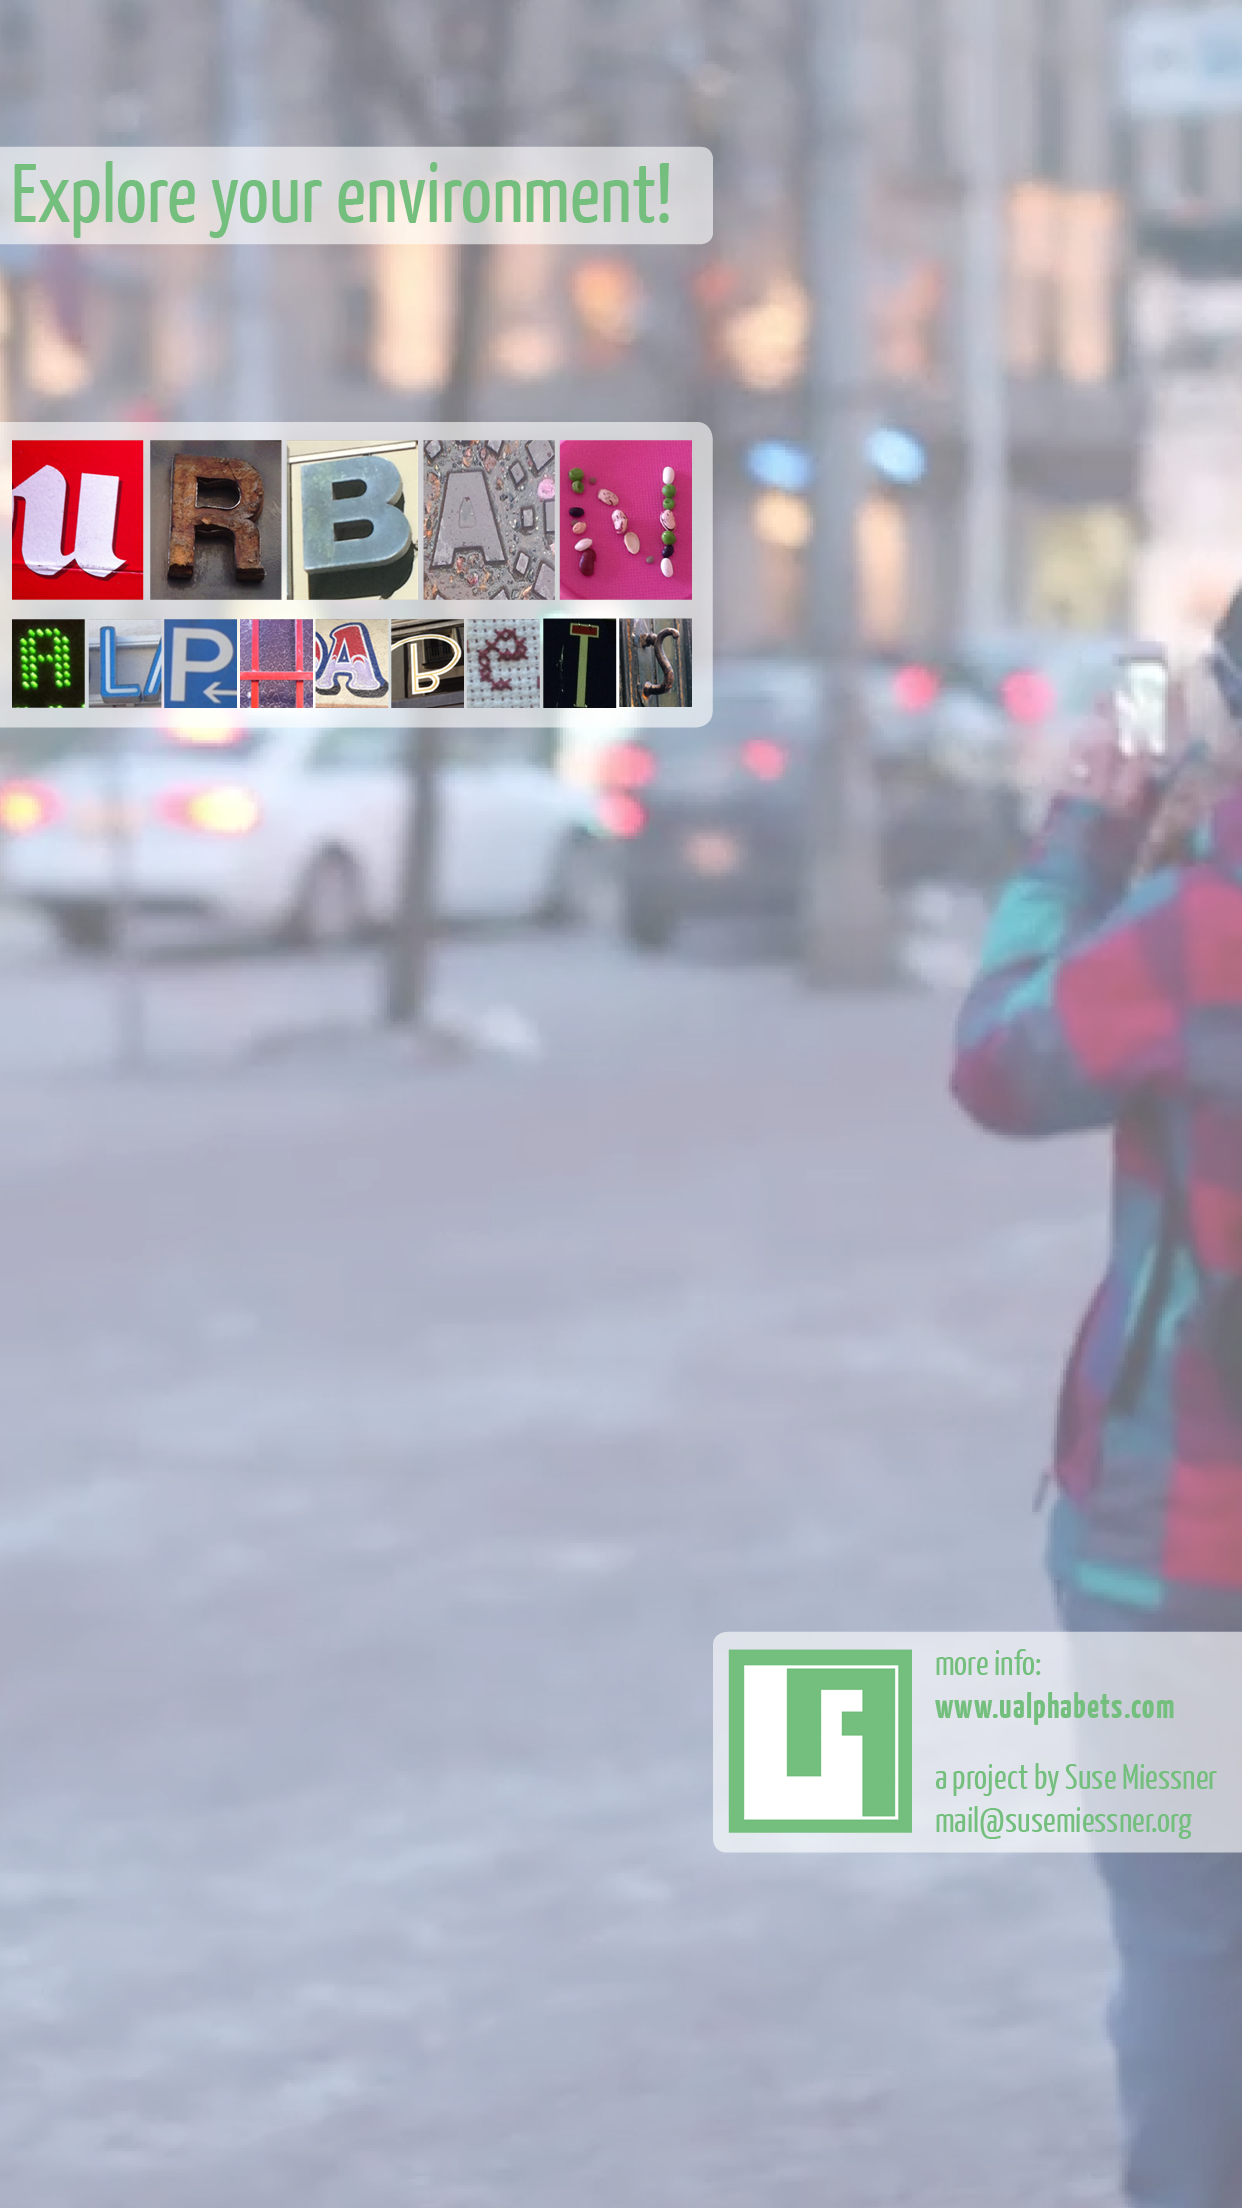 Explore your environment!
URBAN
ALPHABeTS
more info:
www.ualphabets.com
a project by Suse Miessner
mail@susemiessner.org